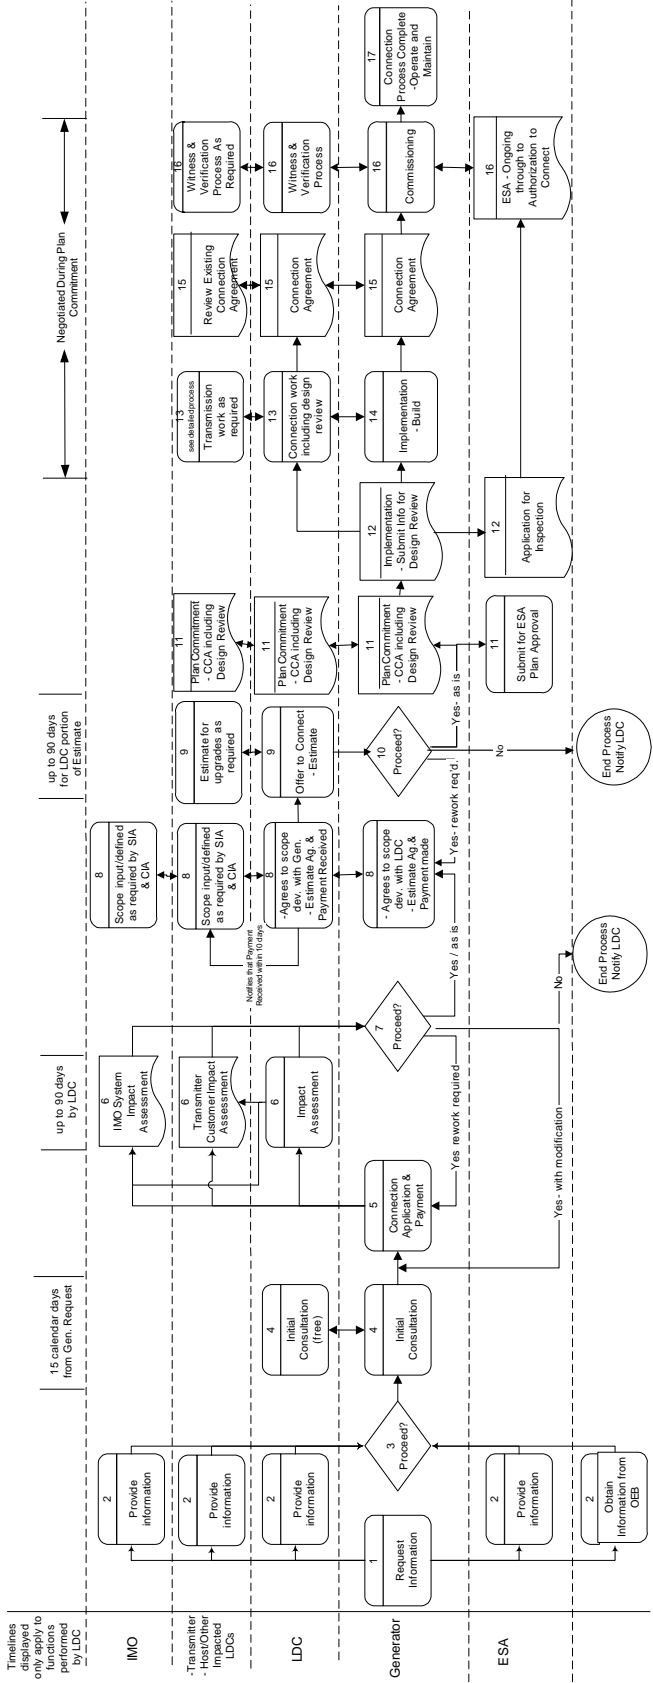 Timelines
displayed
only apply to
functions
performed
by LDC
15 calendar days
from Gen. Request
up to 90 days
by LDC
up to 90 days
for LDC portion
of Estimate
Negotiated During Plan
Commitment
IMO
2
Provide
information
6
IMO System
Impact
Assessment
8
Scope input/defined
as required by SIA
& CIA
-Transmitter
- Host/Other
Impacted
LDCs
2
Provide
information
6
Transmitter
Customer Impact
Assessment
Notifies that Payment
Received within 10 days
8
Scope input/defined
as required by SIA
& CIA
9
Estimate for
upgrades as
required
11
Plan Commitment
- CCA including
Design Review
13
see detailed process
Transmission
work as
required
15
Review Existing
Connection
Agreement
16
Witness &
Verification
Process As
Required
LDC
2
Provide
information
4
Initial
Consultation
(free)
6
Impact
Assessment
8
-Agrees to scope
dev. with Gen.
- Estimate Ag. &
Payment Received
9
Offer to Connect
- Estimate
11
Plan Commitment
- CCA including
Design Review
13
Connection work
including design
review
15
Connection
Agreement
16
Witness &
Verification
Process
Generator
1
Request
Information
3
Proceed?
4
Initial
Consultation
5
Connection
Application &
Payment
7
Proceed?
8
- Agrees to scope
dev. with LDC
- Estimate Ag.&
Payment made
10
Proceed?
11
Plan Commitment
- CCA including
Design Review
12
Implementation
- Submit Info for
Design Review
14
Implementation
- Build
15
Connection
Agreement
16
Commissioning
17
Connection
Process Complete
-Operate and
Maintain
Yes rework required
Yes / as is
Yes- rework req'd.
Yes- as is
ESA
2
Provide
information
Yes- with modification
No
No
11
Submit for ESA
Plan Approval
12
Application for
Inspection
16
ESA - Ongoing
through to
Authorization to
Connect
2
Obtain
Information from
OEB
End Process
Notify LDC
End Process
Notify LDC